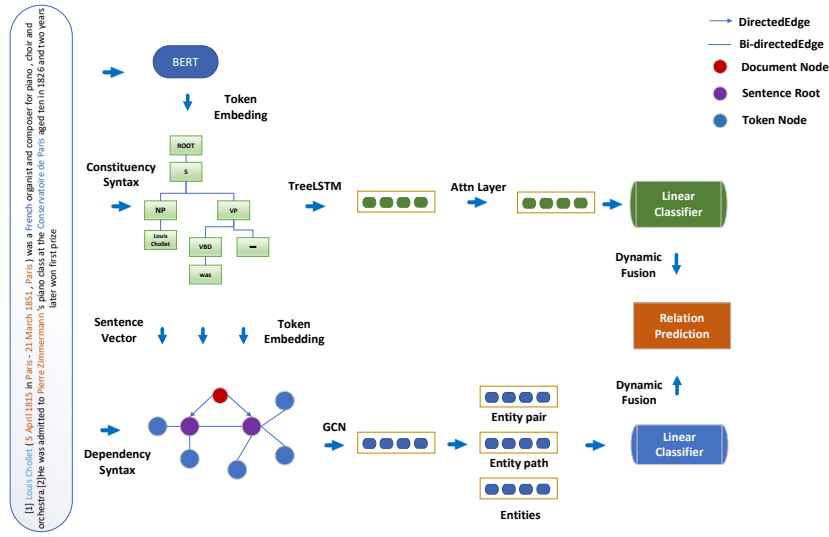 [1] Louis Chollet ( 5 April 1815 in Paris - 21 March 1851, Paris ) was a French organist and composer for piano , choir and
orchestra.[2]He was admitted to Pierre Zimmermann 's piano class at the Conservatoire de Paris aged ten in 1826 and two years
later won first prize
BERT
Token
Embeding
Constituency
Syntax
ROOT
S
NP
VP
Louis
Chollet
VBD
was
TreeLSTM
Attn Layer
Linear
Classifier
Dynamic
Fusion
Relation
Prediction
Dynamic
Fusion
Linear
Classifier
Sentence
Vector
Token
Embedding
Dependency
Syntax
GCN
Entity pair
Entity path
Entities
DirectedEdge
Bi-directedEdge
Document Node
Sentence Root
Token Node